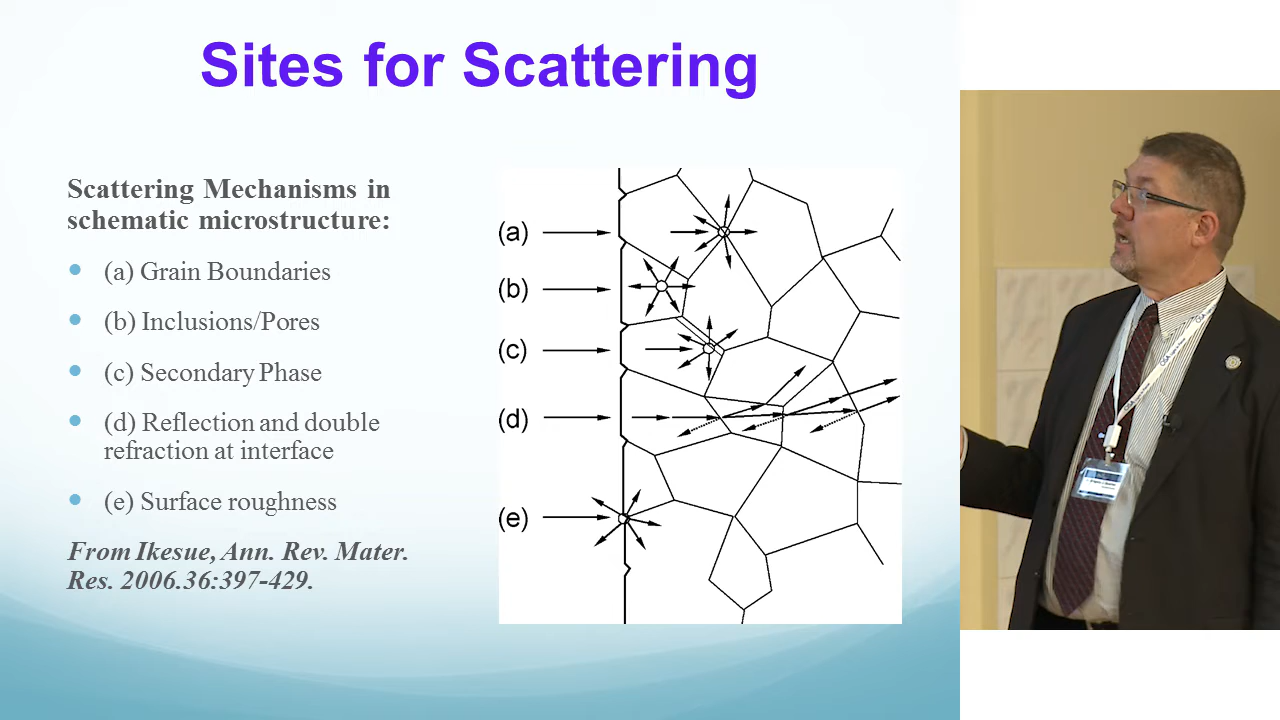 Sites for Scattering
Scattering Mechanisms in
schematic microstructure:
(a) Grain Boundaries
(b) Inclusions/Pores
(c) Secondary Phase
(d) Reflection and double
refraction at interface
(e) Surface roughness
From Ikesue, Ann. Rev. Mater.
Res. 2006.36:397-429.
(a)
(b)
(c)
(d)
(e)
OSA